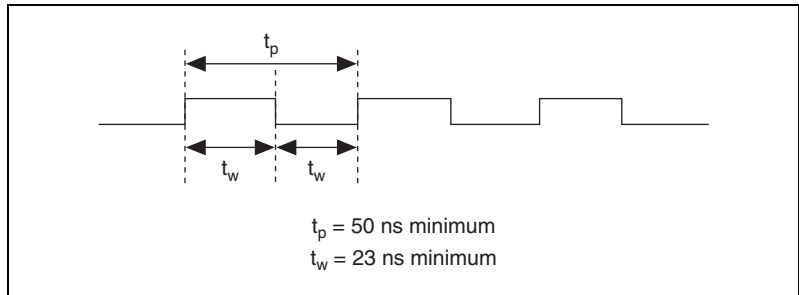 tp
tw tw
tp = 50 ns minimum
tw = 23 ns minimum